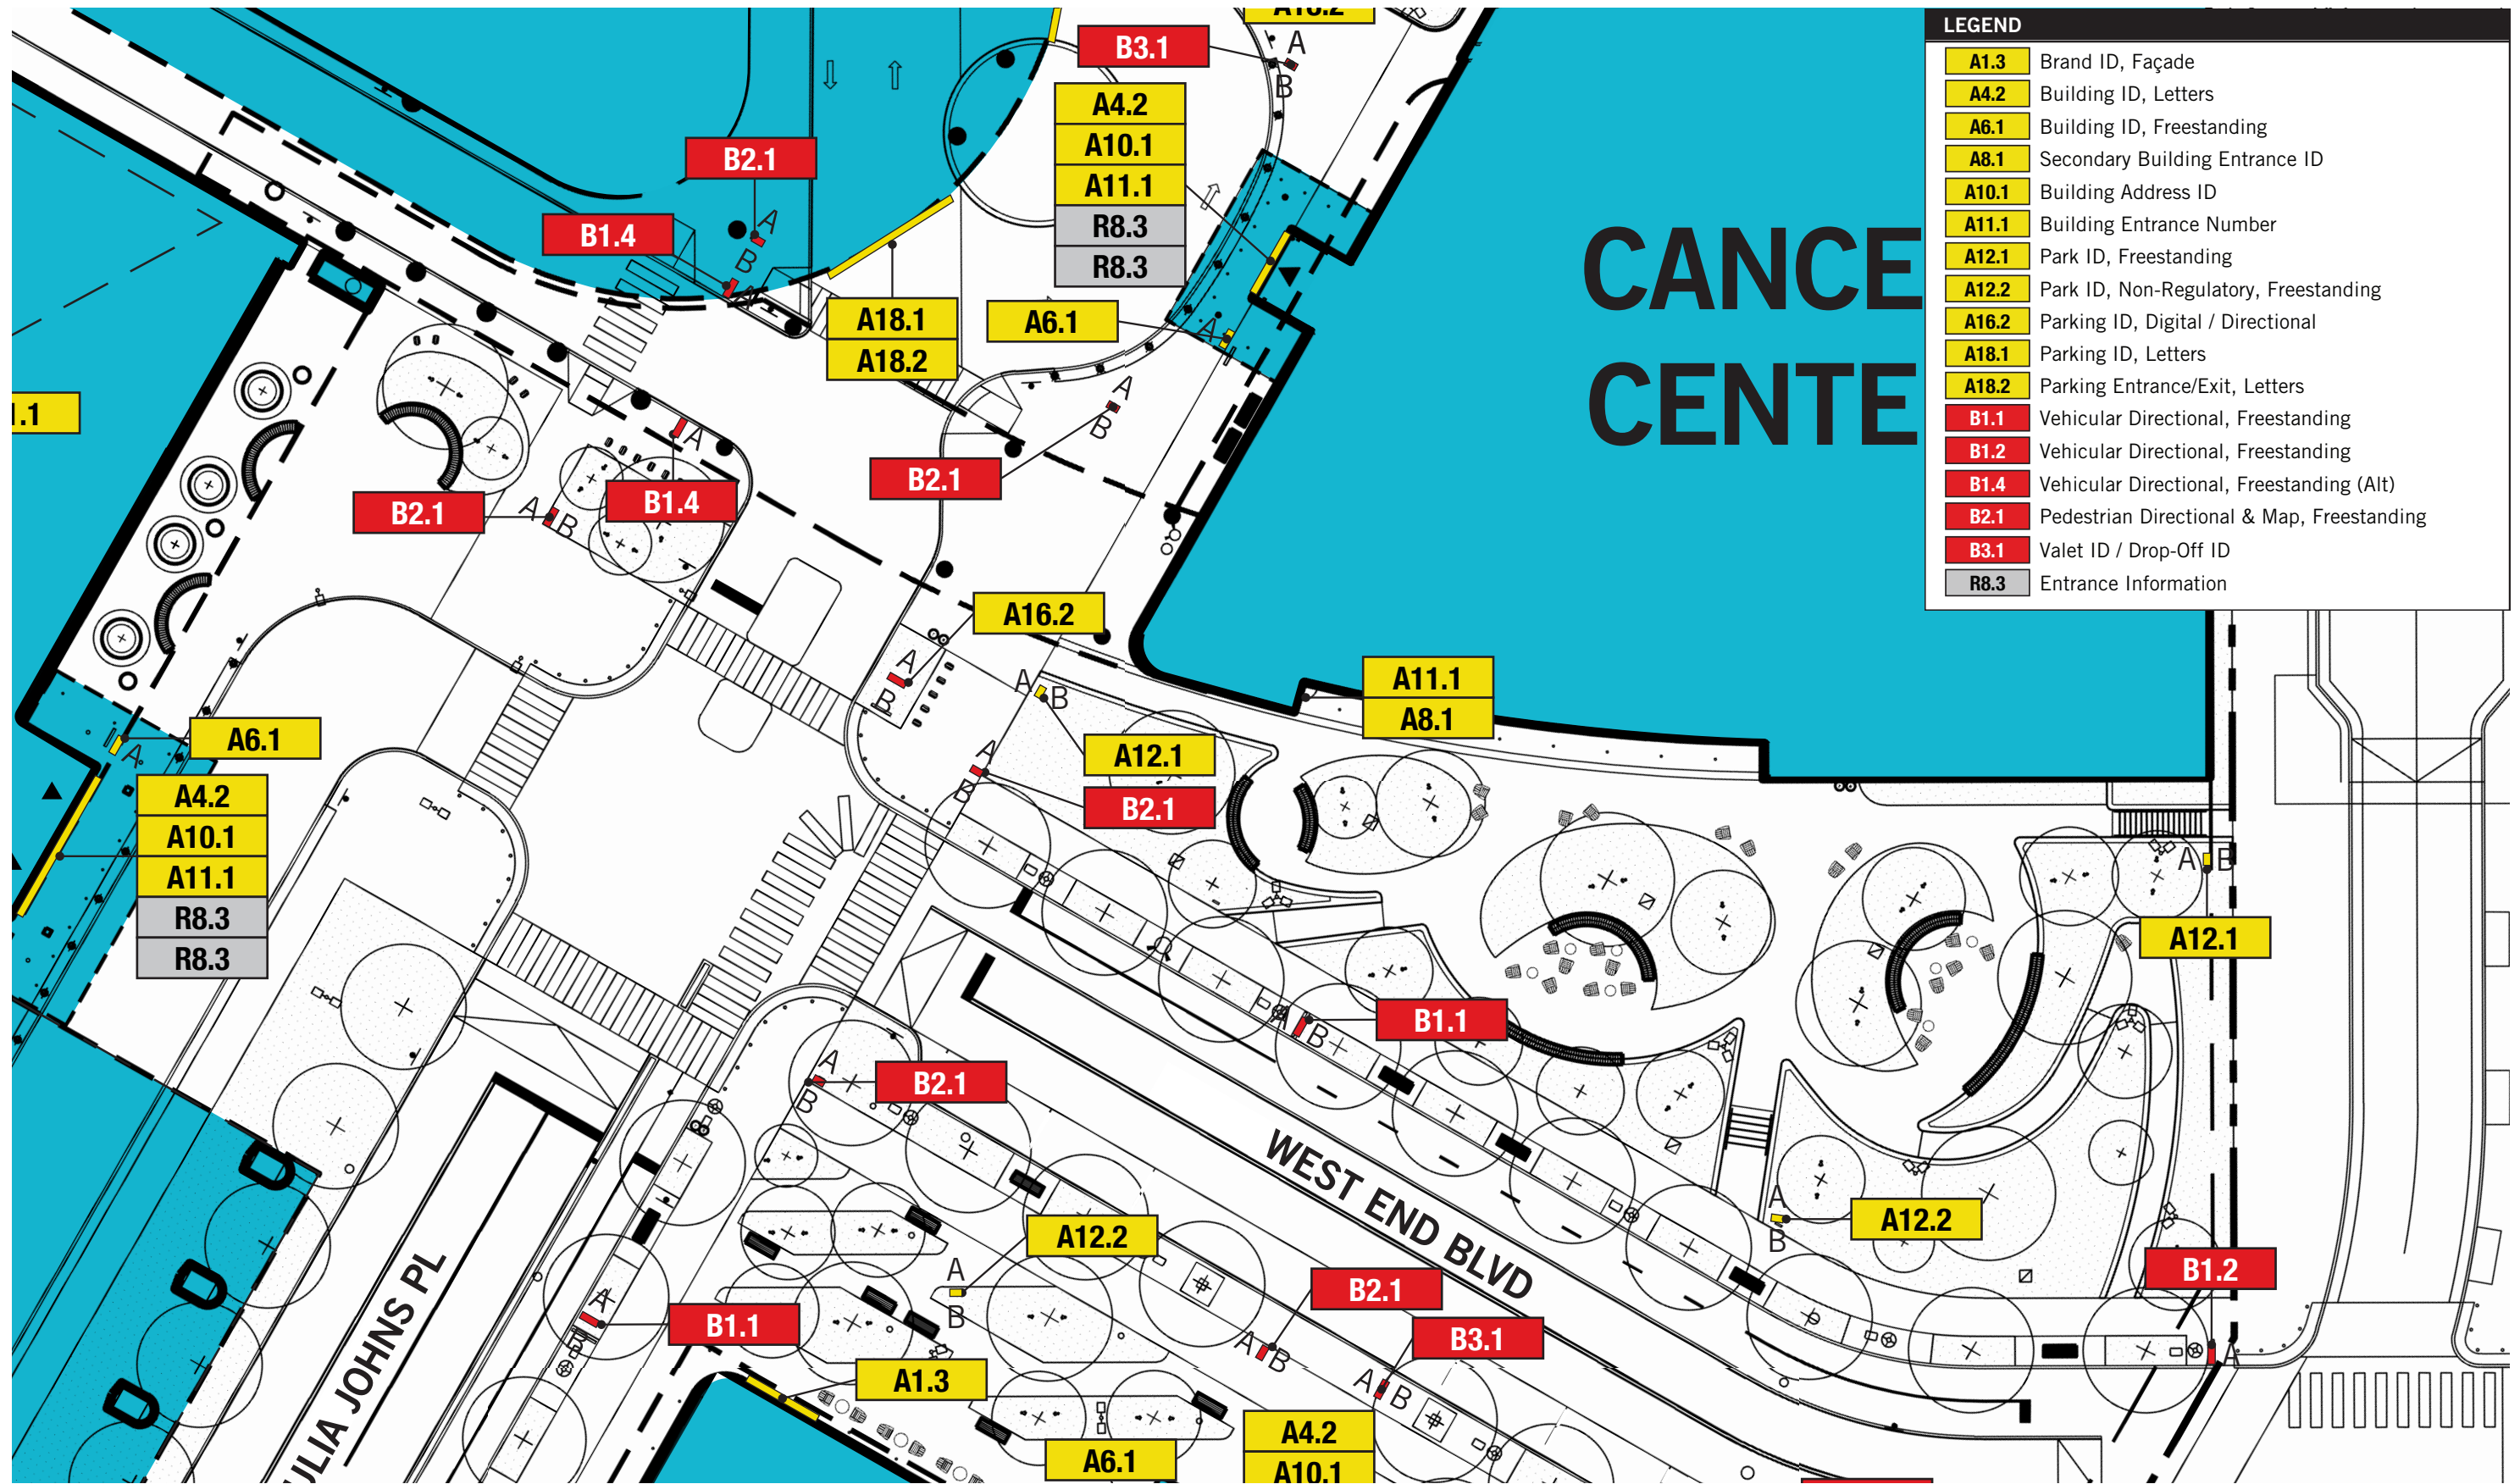 A18.2
B3.1
A
B
A4.2
A10.1
A11.1
R8.3
R8.3
B2.1
A
B
B1.4
A
A18.1
A18.2
A6.1
A
CANCE
CENTE
LEGEND
A1.3 Brand ID, Façade
A4.2 Building ID, Letters
A6.1 Building ID, Freestanding
A8.1 Secondary Building Entrance ID
A10.1 Building Address ID
A11.1 Building Entrance Number
A12.1 Park ID, Freestanding
A12.2 Park ID, Non-Regulatory, Freestanding
A16.2 Parking ID, Digital / Directional
A18.1 Parking ID, Letters
A18.2 Parking Entrance/Exit, Letters
B1.1 Vehicular Directional, Freestanding
B1.2 Vehicular Directional, Freestanding
B1.4 Vehicular Directional, Freestanding (Alt)
B2.1 Pedestrian Directional & Map, Freestanding
B3.1 Valet ID / Drop-Off ID
R8.3 Entrance Information
.1
A
B
B2.1
A
B1.4
B2.1
A B
A16.2
A
B
A B
A11.1
A8.1
A12.1
A6.1
A
A
B
B2.1
A4.2
A10.1
A11.1
R8.3
R8.3
A B
A12.1
A B
B1.1
A
B
B2.1
WEST END BLVD
A
B
A12.2
A12.2
A
B
B1.2
A
B2.1
A B
B3.1
A B
A
B
B1.1
A1.3
ULIA JOHNS PL
A6.1
A4.2
A10.1